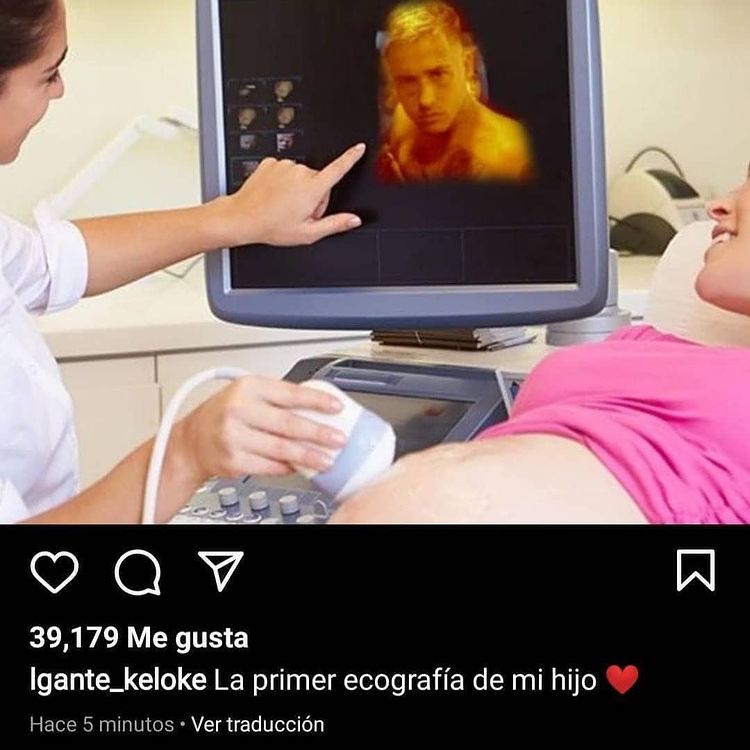 39,179 Me gusta
lgante_keloke La primer ecografía de mi hijo ❤️
Hace 5 minutos • Ver traducción